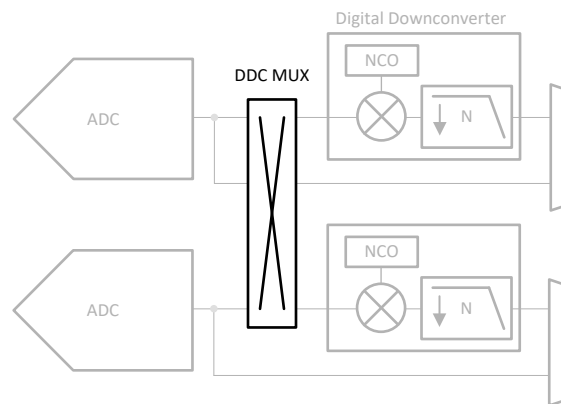 Digital Downconverter
NCO
DDC MUX
ADC
N
NCO
ADC
N